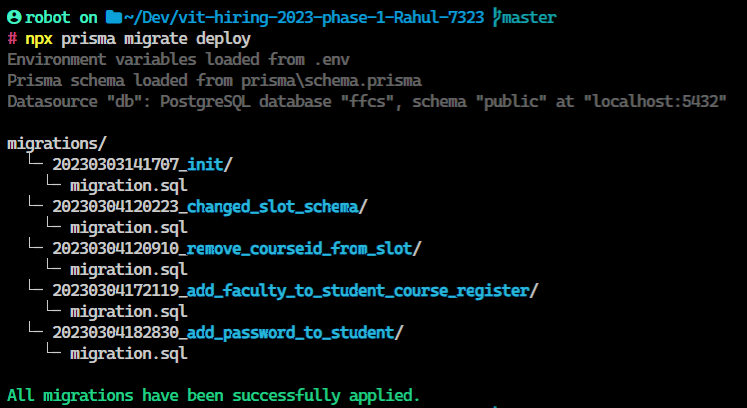 robot on ~/Dev/vit-hiring-2023-phase-1-Rahul-7323 master
# npx prisma migrate deploy
Environment variables loaded from .env
Prisma schema loaded from prisma\schema.prisma
Datasource "db": PostgreSQL database "ffcs", schema "public" at "localhost:5432"
migrations/
└─ 20230303141707_init/
└─ migration.sql
└─ 20230304120223_changed_slot_schema/
└─ migration.sql
└─ 20230304120910_remove_courseid_from_slot/
└─ migration.sql
└─ 20230304172119_add_faculty_to_student_course_register/
└─ migration.sql
└─ 20230304182830_add_password_to_student/
└─ migration.sql
All migrations have been successfully applied.